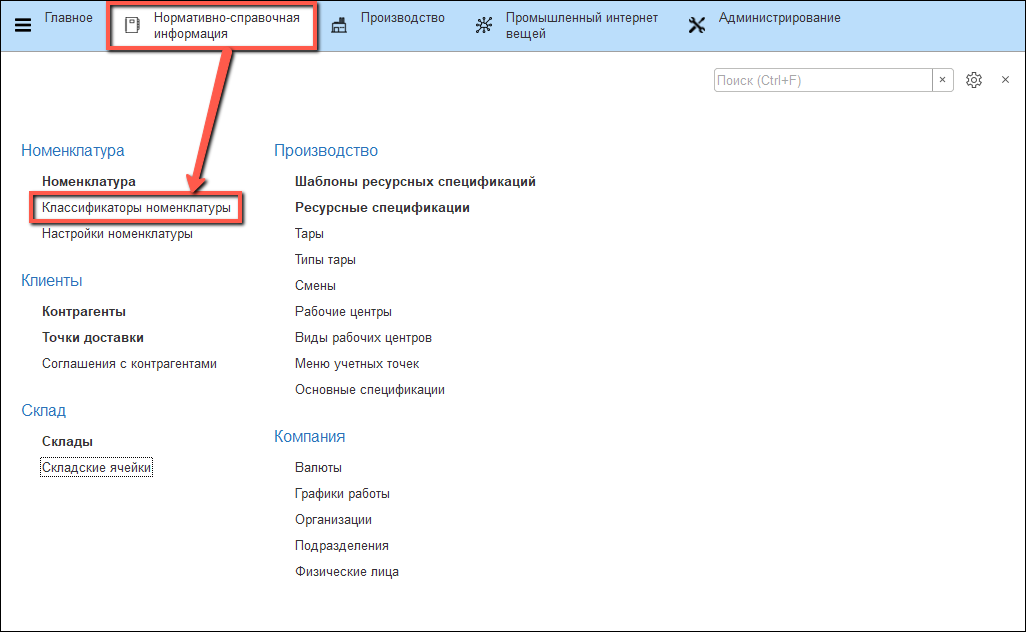 Главное
Нормативно-справочная
информация
Производство
Промышленный интернет
вещей
Администрирование
Поиск (Ctrl+F)
Номенклатура
Номенклатура
Классификаторы номенклатуры
Настройки номенклатуры
Клиенты
Контрагенты
Точки доставки
Соглашения с контрагентами
Склад
Склады
Складские ячейки
Производство
Шаблоны ресурсных спецификаций
Ресурсные спецификации
Тары
Типы тары
Смены
Рабочие центры
Виды рабочих центров
Меню учетных точек
Основные спецификации
Компания
Валюты
Графики работы
Организации
Подразделения
Физические лица